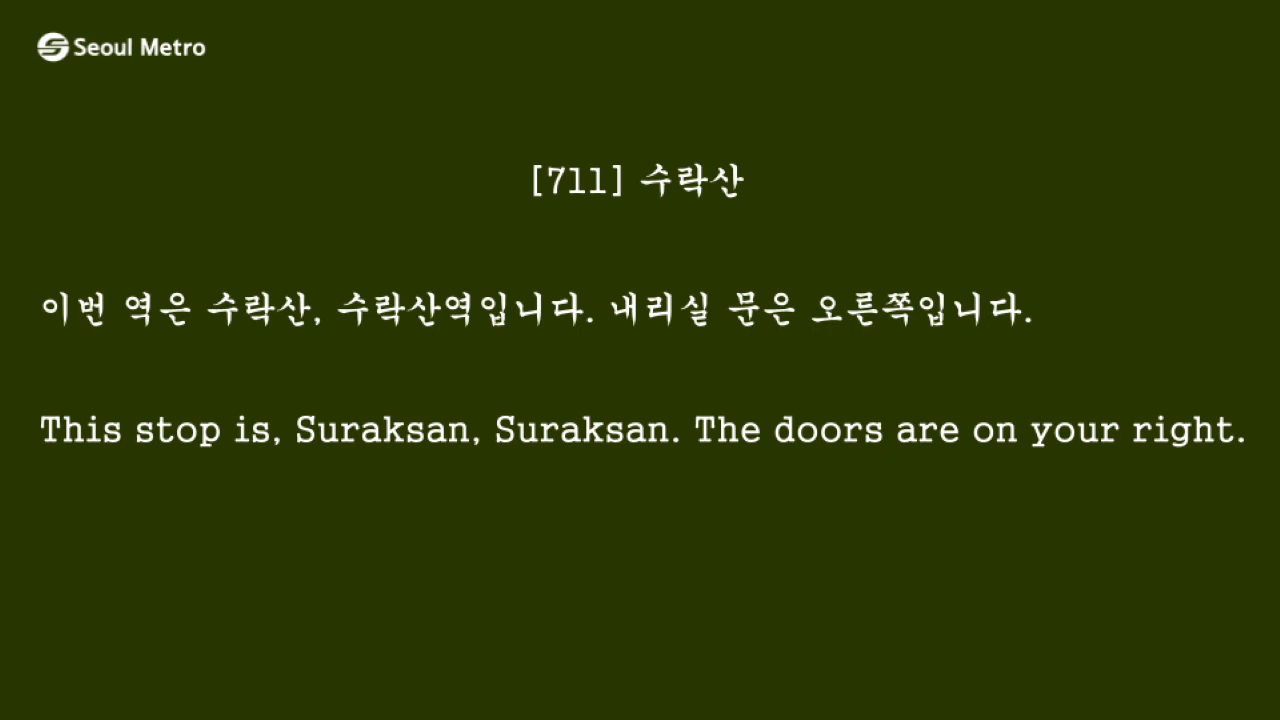 Seoul Metro
[711] 수락산
이번 역은 수락산, 수락산역입니다. 내리실 문은 오른쪽입니다.
This stop is, Suraksan, Suraksan. The doors are on your right.